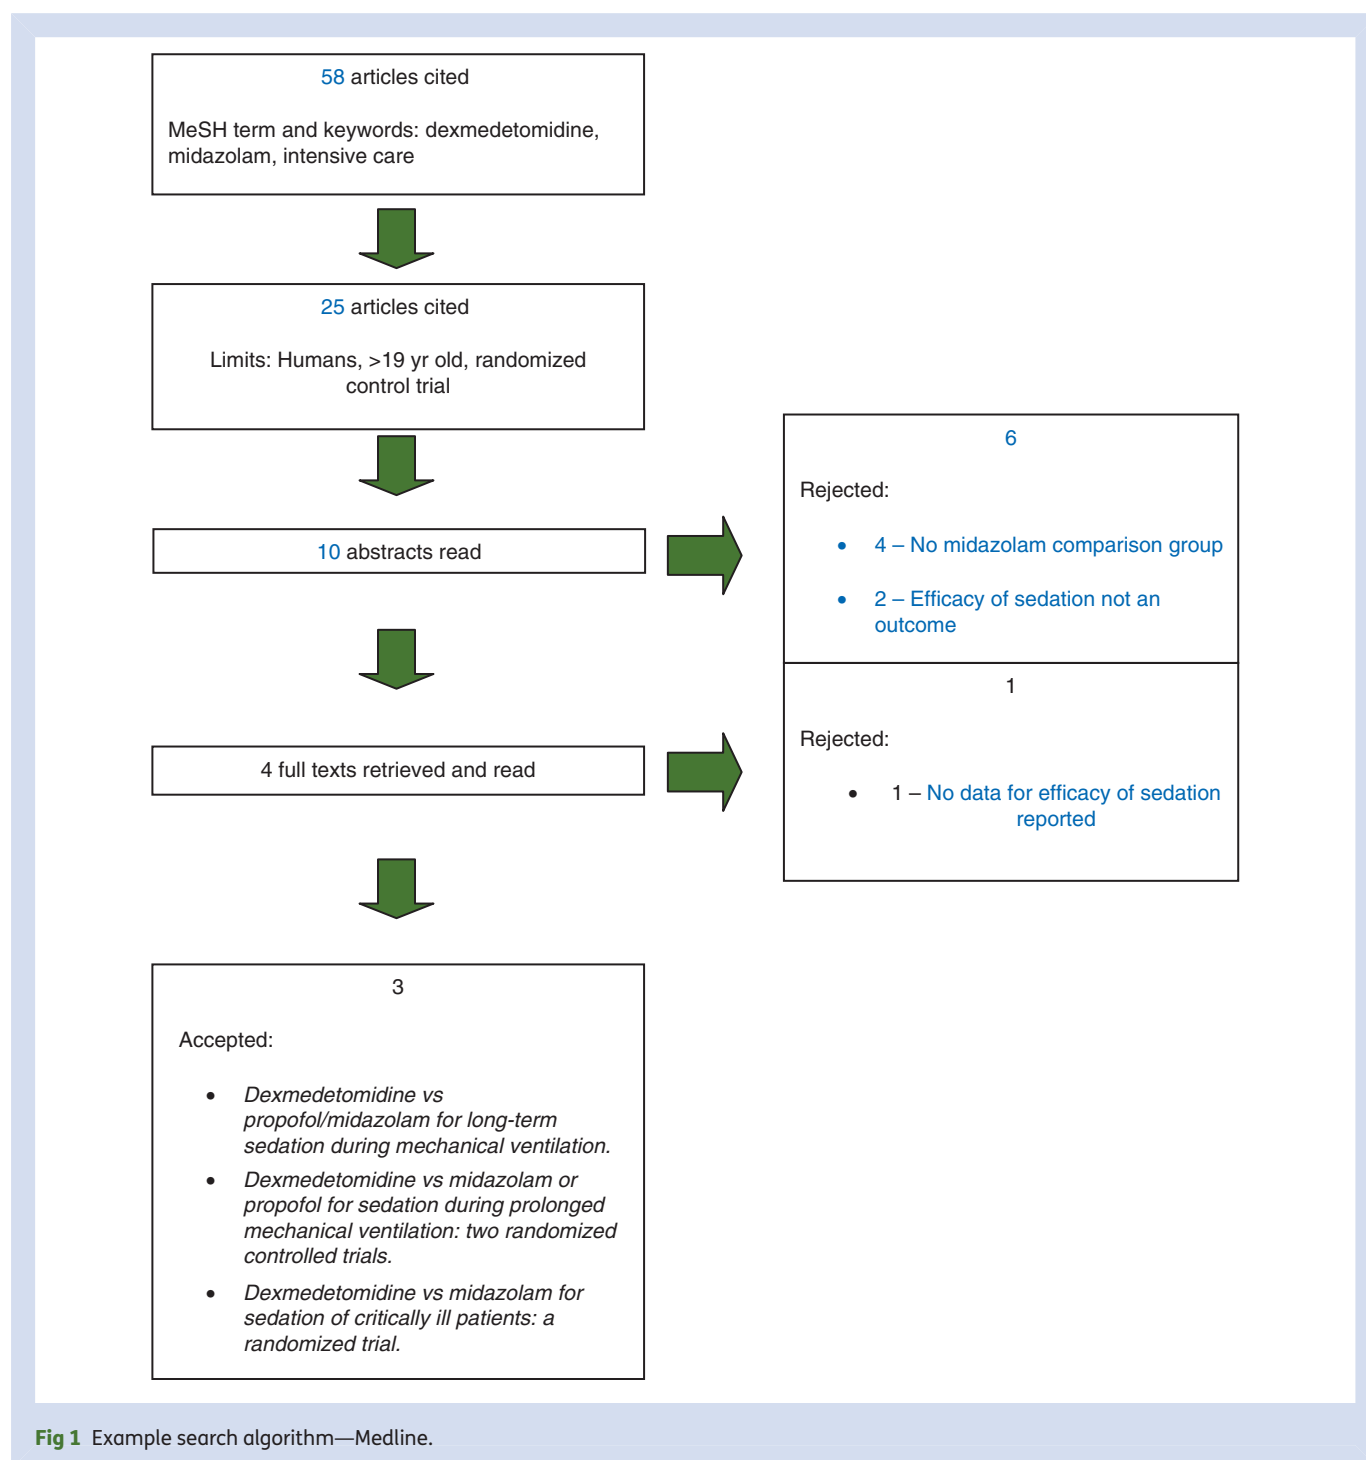 58 articles cited
MeSH term and keywords: dexmedetomidine,
midazolam, intensive care
25 articles cited
Limits: Humans, >19 yr old, randomized
control trial
10 abstracts read
6
Rejected:
• 4 – No midazolam comparison group
• 2 – Efficacy of sedation not an
outcome
4 full texts retrieved and read
1
Rejected:
• 1 – No data for efficacy of sedation
reported
3
Accepted:
• Dexmedetomidine vs
propofol/midazolam for long-term
sedation during mechanical ventilation.
• Dexmedetomidine vs midazolam or
propofol for sedation during prolonged
mechanical ventilation: two randomized
controlled trials.
• Dexmedetomidine vs midazolam for
sedation of critically ill patients: a
randomized trial.
Fig 1 Example search algorithm—Medline.